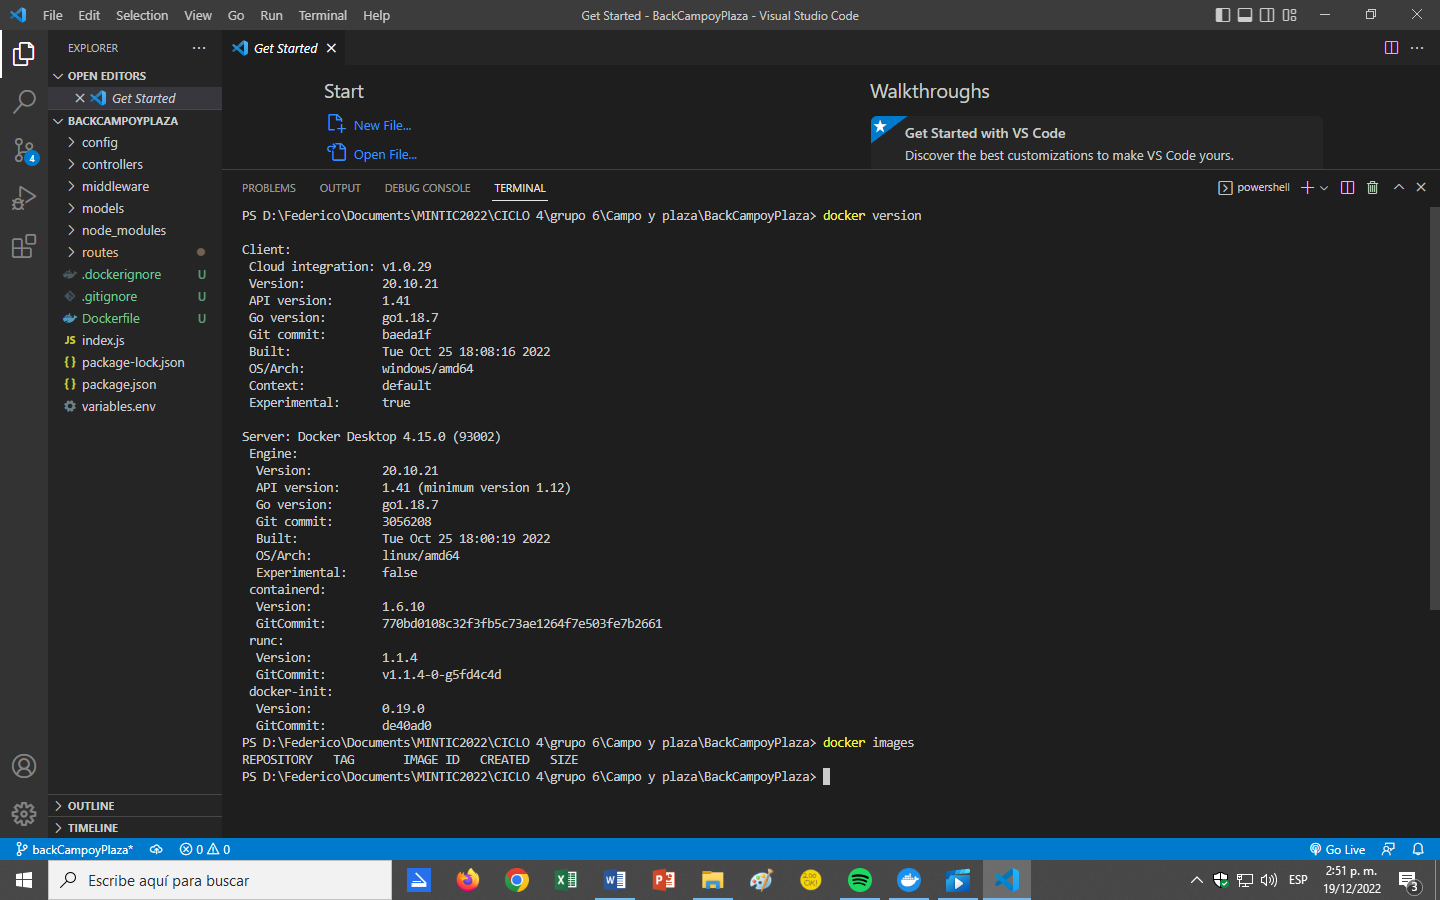 File Edit Selection View Go Run Terminal Help
Get Started - BackCampoyPlaza - Visual Studio Code
EXPLORER
Get Started
OPEN EDITORS
Get Started
BACKCAMPOYPLAZA
config
controllers
middleware
models
node_modules
routes
.dockerignore U
.gitignore U
Dockerfile U
JS index.js
{} package-lock.json
{} package.json
variables.env
OUTLINE
TIMELINE
4
Start
New File...
Open File...
Walkthroughs
Get Started with VS Code
Discover the best customizations to make VS Code yours.
PROBLEMS OUTPUT DEBUG CONSOLE TERMINAL
powershell
PS D:\Federico\Documents\MINTIC2022\CICLO 4\grupo 6\Campo y plaza\BackCampoyPlaza> docker version
Client:
Cloud integration: v1.0.29
Version: 20.10.21
API version: 1.41
Go version: go1.18.7
Git commit: baeda1f
Built: Tue Oct 25 18:08:16 2022
OS/Arch: windows/amd64
Context: default
Experimental: true
Server: Docker Desktop 4.15.0 (93002)
Engine:
Version: 20.10.21
API version: 1.41 (minimum version 1.12)
Go version: go1.18.7
Git commit: 3056208
Built: Tue Oct 25 18:00:19 2022
OS/Arch: linux/amd64
Experimental: false
containerd:
Version: 1.6.10
GitCommit: 770bd0108c32f3fb5c73ae1264f7e503fe7b2661
runc:
Version: 1.1.4
GitCommit: v1.1.4-0-g5fd4c4d
docker-init:
Version: 0.19.0
GitCommit: de40ad0
PS D:\Federico\Documents\MINTIC2022\CICLO 4\grupo 6\Campo y plaza\BackCampoyPlaza> docker images
REPOSITORY TAG IMAGE ID CREATED SIZE
PS D:\Federico\Documents\MINTIC2022\CICLO 4\grupo 6\Campo y plaza\BackCampoyPlaza>
backCampoyPlaza* 0 0
Go Live
Escribe aquí para buscar
ESP
2:51 p. m.
19/12/2022
3